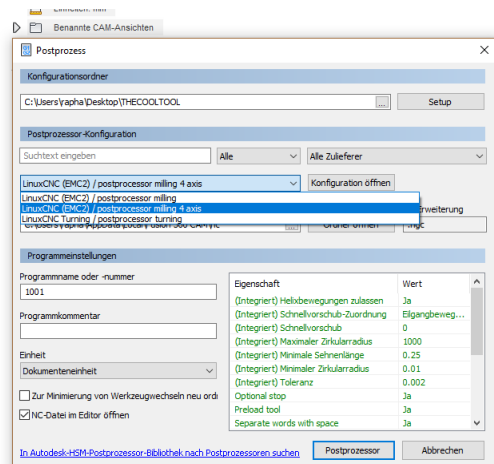 Einheiten: mm
Benannte CAM-Ansichten
Postprozess
Konfigurationsordner
C:\Users\rapha\Desktop\THECOOLTOOL ... Setup
Postprozessor-Konfiguration
Suchtext eingeben Alle Alle Zulieferer
LinuxCNC (EMC2) / postprocessor milling 4 axis Konfiguration öffnen
LinuxCNC (EMC2) / postprocessor milling
LinuxCNC (EMC2) / postprocessor milling 4 axis
LinuxCNC Turning / postprocessor turning
Programmeinstellungen
Programmname oder -nummer
1001
Programmkommentar
Einheit
Dokumenteneinheit
Zur Minimierung von Werkzeugwechseln neu ordn
NC-Datei im Editor öffnen
Eigenschaft Wert
(Integriert) Helixbewegungen zulassen Ja
(Integriert) Schnellvorschub-Zuordnung Eilgangbeweg...
(Integriert) Schnellvorschub 0
(Integriert) Maximaler Zirkularradius 1000
(Integriert) Minimale Sehnenlänge 0.25
(Integriert) Minimaler Zirkularradius 0.01
(Integriert) Toleranz 0.002
Optional stop Ja
Preload tool Ja
Separate words with space Ja
In Autodesk-HSM-Postprozessor-Bibliothek nach Postprozessoren suchen Postprozessor Abbrechen